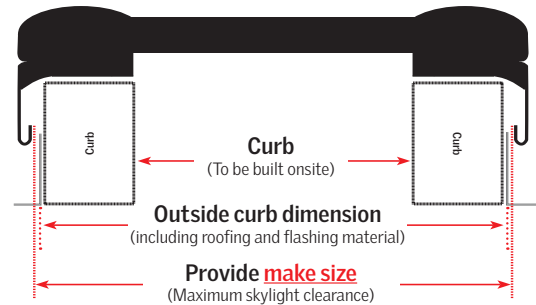 Curb
Curb
Curb
(To be built onsite)
Outside curb dimension
(including roofing and flashing material)
Provide make size
(Maximum skylight clearance)